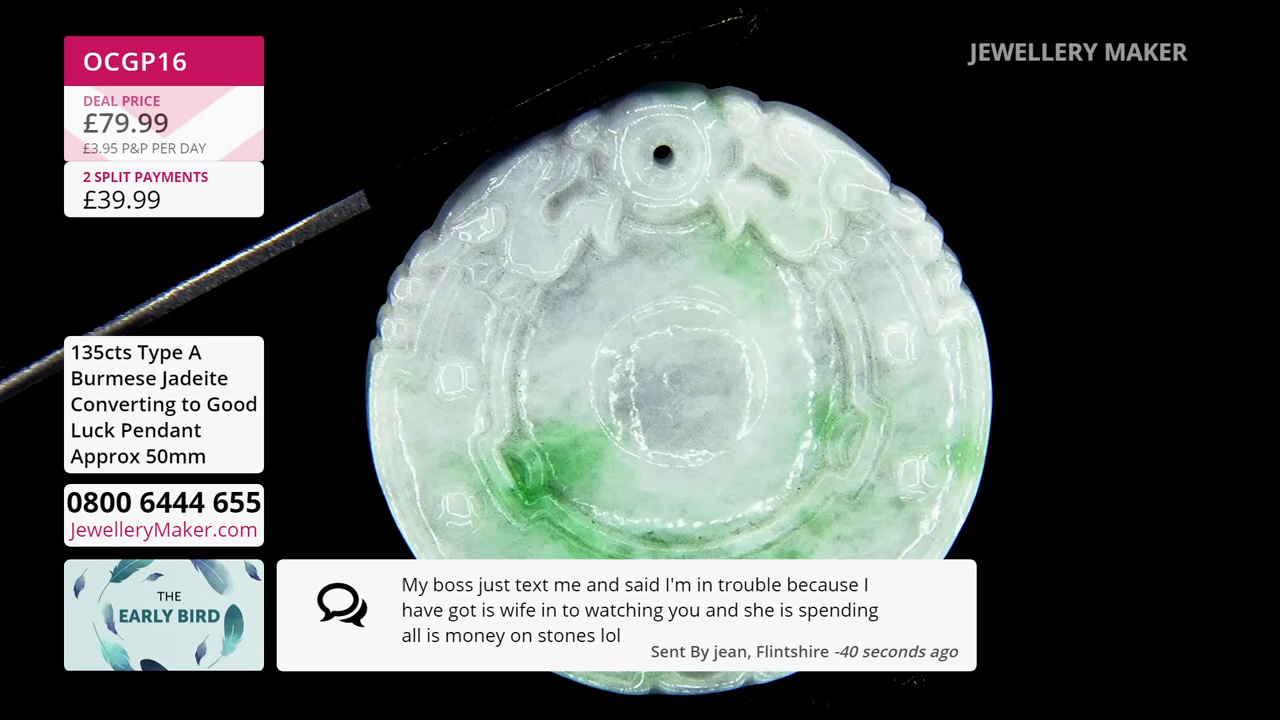 OCGP16
DEAL PRICE
£79.99
£3.95 P&P PER DAY
2 SPLIT PAYMENTS
£39.99
JEWELLERY MAKER
135cts Type A
Burmese Jadeite
Converting to Good
Luck Pendant
Approx 50mm
0800 6444 655
JewelleryMaker.com
THE
EARLY BIRD
My boss just text me and said I'm in trouble because I
have got is wife in to watching you and she is spending
all is money on stones lol
Sent By jean, Flintshire -40 seconds ago